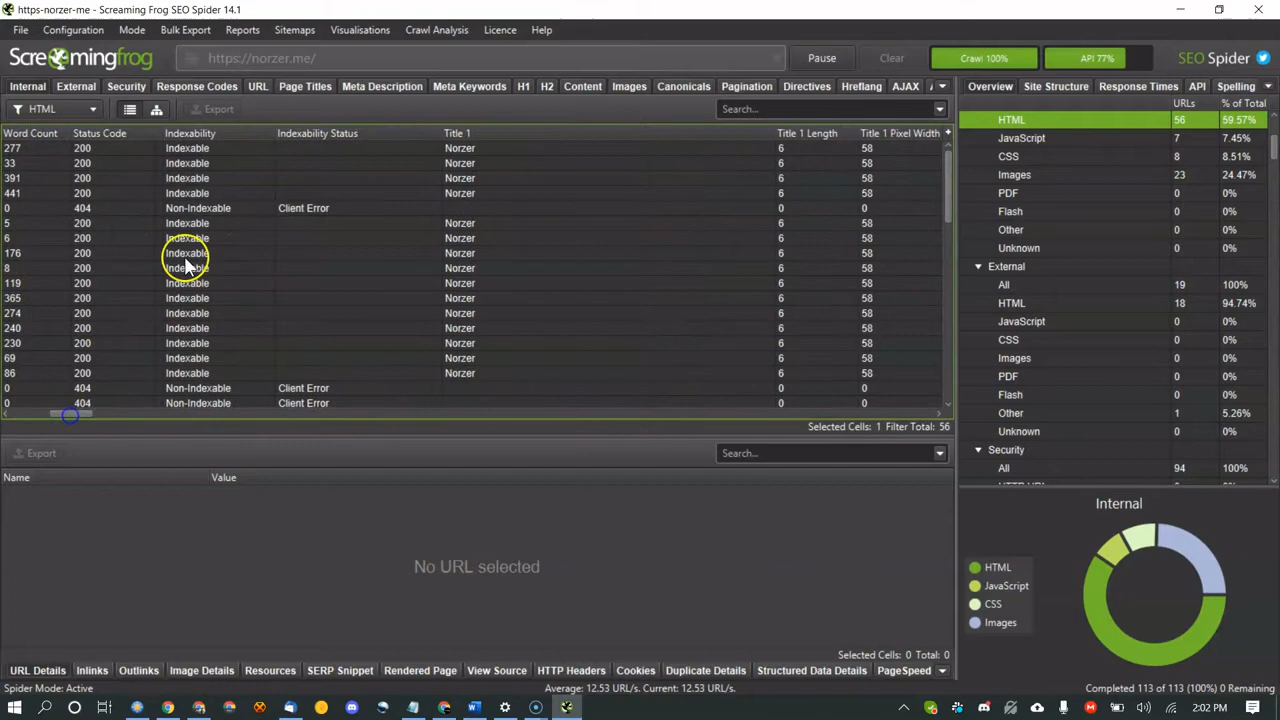 https-norzer-me - Screaming Frog SEO Spider 14.1
File Configuration Mode Bulk Export Reports Sitemaps Visualisations Crawl Analysis Licence Help
Screamingfrog https://norzer.me/ Pause Clear Crawl 100% API 77% SEO Spider
Internal External Security Response Codes URL Page Titles Meta Description Meta Keywords H1 H2 Content Images Canonicals Pagination Directives Hreflang AJAX Overview Site Structure Response Times API Spelling
HTML Export Search... URLs % of Total
HTML 56 59.57%
Word Count Status Code Indexability Indexability Status Title 1 Title 1 Length Title 1 Pixel Width JavaScript 7 7.45%
277 200 Indexable Norzer 6 58
33 200 Indexable Norzer 6 58 CSS 8 8.51%
391 200 Indexable Norzer 6 58 Images 23 24.47%
441 200 Indexable Norzer 6 58 PDF 0 0%
0 404 Non-Indexable Client Error 0 0 Flash 0 0%
5 200 Indexable Norzer 6 58 Other 0 0%
6 200 Indexable Norzer 6 58 Unknown 0 0%
176 200 Indexable Norzer 6 58
8 200 Indexable Norzer 6 58 External
119 200 Indexable Norzer 6 58 All 19 100%
365 200 Indexable Norzer 6 58 HTML 18 94.74%
274 200 Indexable Norzer 6 58 JavaScript 0 0%
240 200 Indexable Norzer 6 58 CSS 0 0%
230 200 Indexable Norzer 6 58 Images 0 0%
69 200 Indexable Norzer 6 58
86 200 Indexable Norzer 6 58 PDF 0 0%
0 404 Non-Indexable Client Error 0 0 Flash 0 0%
0 404 Non-Indexable Client Error 0 0 Other 1 5.26%
Selected Cells: 1 Filter Total: 56 Unknown 0 0%
Export Search... Security
Name Value All 94 100%
Internal
No URL selected
HTML
JavaScript
CSS
Images
Selected Cells: 0 Total: 0
URL Details Inlinks Outlinks Image Details Resources SERP Snippet Rendered Page View Source HTTP Headers Cookies Duplicate Details Structured Data Details PageSpeed
Spider Mode: Active Average: 12.53 URL/s. Current: 12.53 URL/s. Completed 113 of 113 (100%) 0 Remaining
2:02 PM